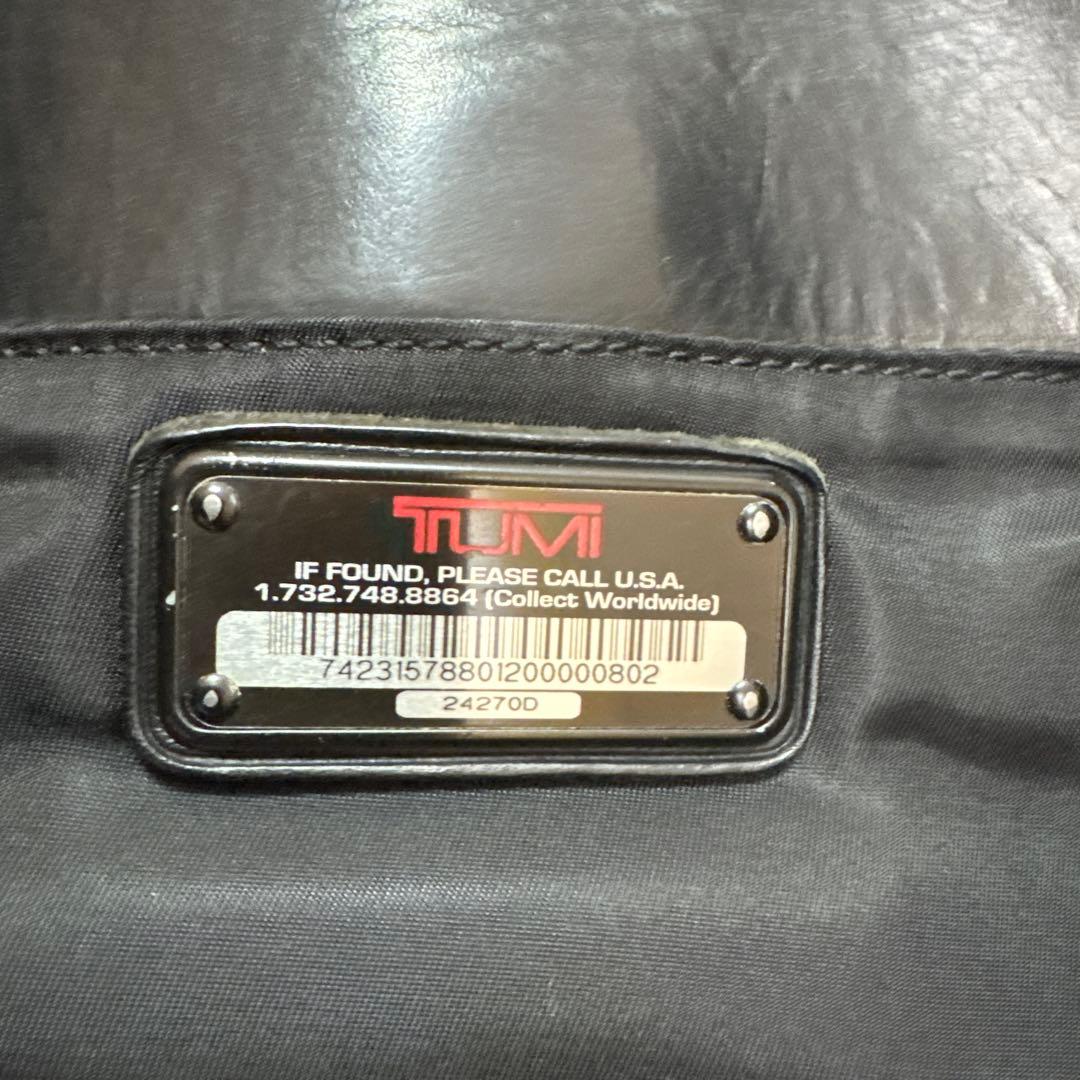 TUMI
IF FOUND, PLEASE CALL U.S.A.
1.732.748.8864 (Collect Worldwide)
74231578801200000802
24270D